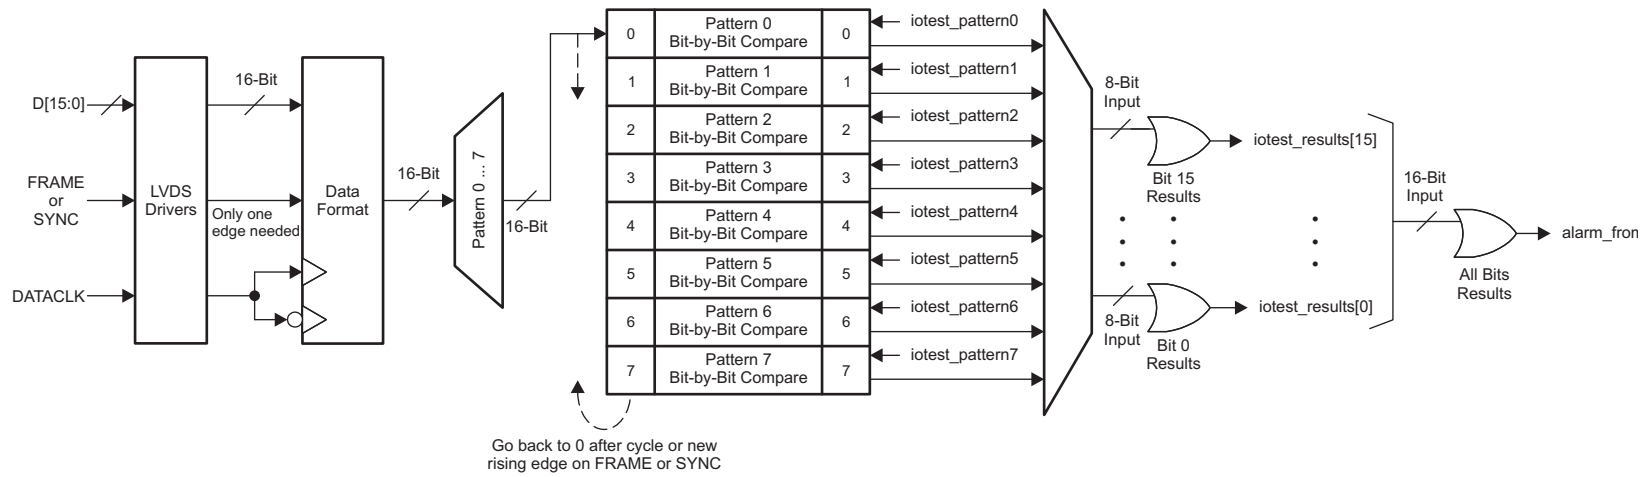 D[15:0]
FRAME
or
SYNC
DATACLK
LVDS
Drivers
16-Bit
Only one
edge needed
Data
Format
16-Bit
Pattern 0 ... 7
16-Bit
0
Pattern 0
Bit-by-Bit Compare
0
iotest_pattern0
1
Pattern 1
Bit-by-Bit Compare
1
iotest_pattern1
2
Pattern 2
Bit-by-Bit Compare
2
iotest_pattern2
3
Pattern 3
Bit-by-Bit Compare
3
iotest_pattern3
4
Pattern 4
Bit-by-Bit Compare
4
iotest_pattern4
5
Pattern 5
Bit-by-Bit Compare
5
iotest_pattern5
6
Pattern 6
Bit-by-Bit Compare
6
iotest_pattern6
7
Pattern 7
Bit-by-Bit Compare
7
iotest_pattern7
Go back to 0 after cycle or new
rising edge on FRAME or SYNC
8-Bit
Input
Bit 15
Results
iotest_results[15]
8-Bit
Input
Bit 0
Results
iotest_results[0]
16-Bit
Input
All Bits
Results